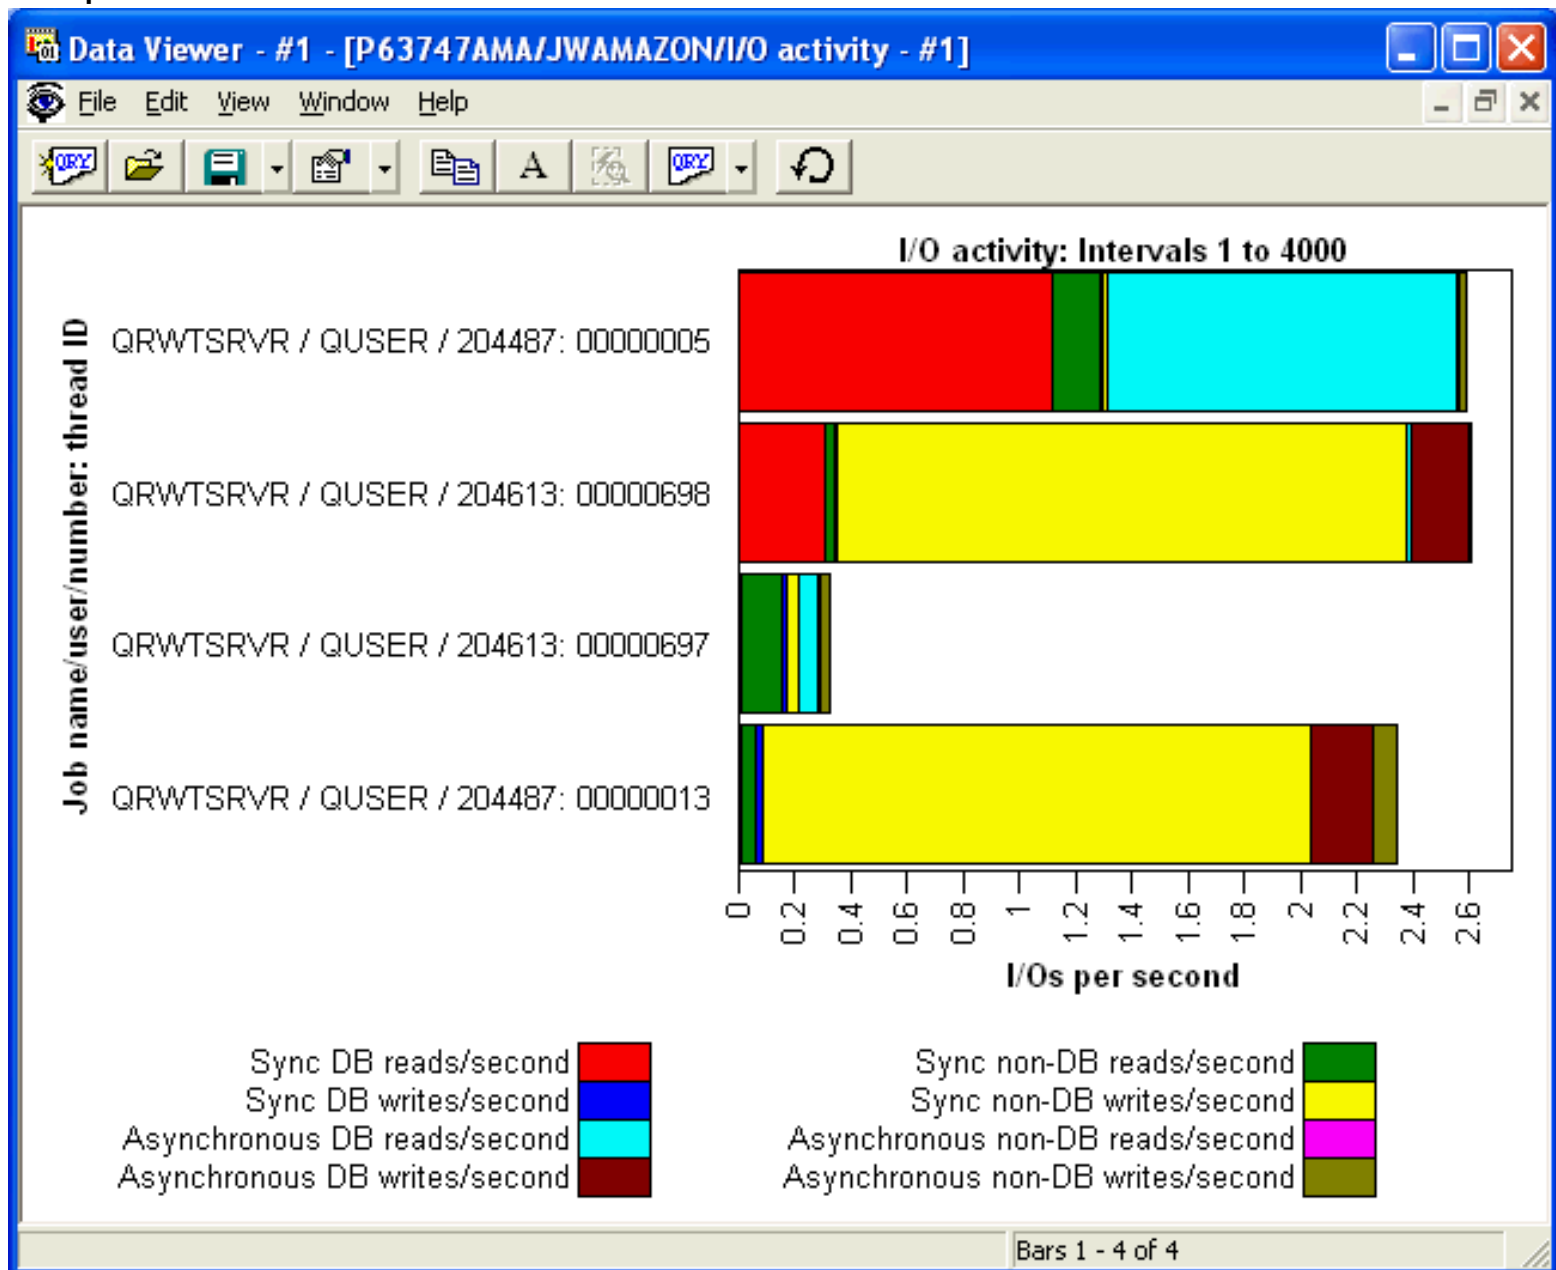 Data Viewer - #1 - [P63747AMA/JWAMAZON/I/O activity - #1]
File Edit View Window Help
QRY A QRY
I/O activity: Intervals 1 to 4000
Job name/user/number: thread ID
QRWTSRVR / QUSER / 204487: 00000005
QRWTSRVR / QUSER / 204613: 00000698
QRWTSRVR / QUSER / 204613: 00000697
QRWTSRVR / QUSER / 204487: 00000013
0 0.2 0.4 0.6 0.8 1 1.2 1.4 1.6 1.8 2 2.2 2.4 2.6
I/Os per second
Sync DB reads/second
Sync DB writes/second
Asynchronous DB reads/second
Asynchronous DB writes/second
Sync non-DB reads/second
Sync non-DB writes/second
Asynchronous non-DB reads/second
Asynchronous non-DB writes/second
Bars 1 - 4 of 4